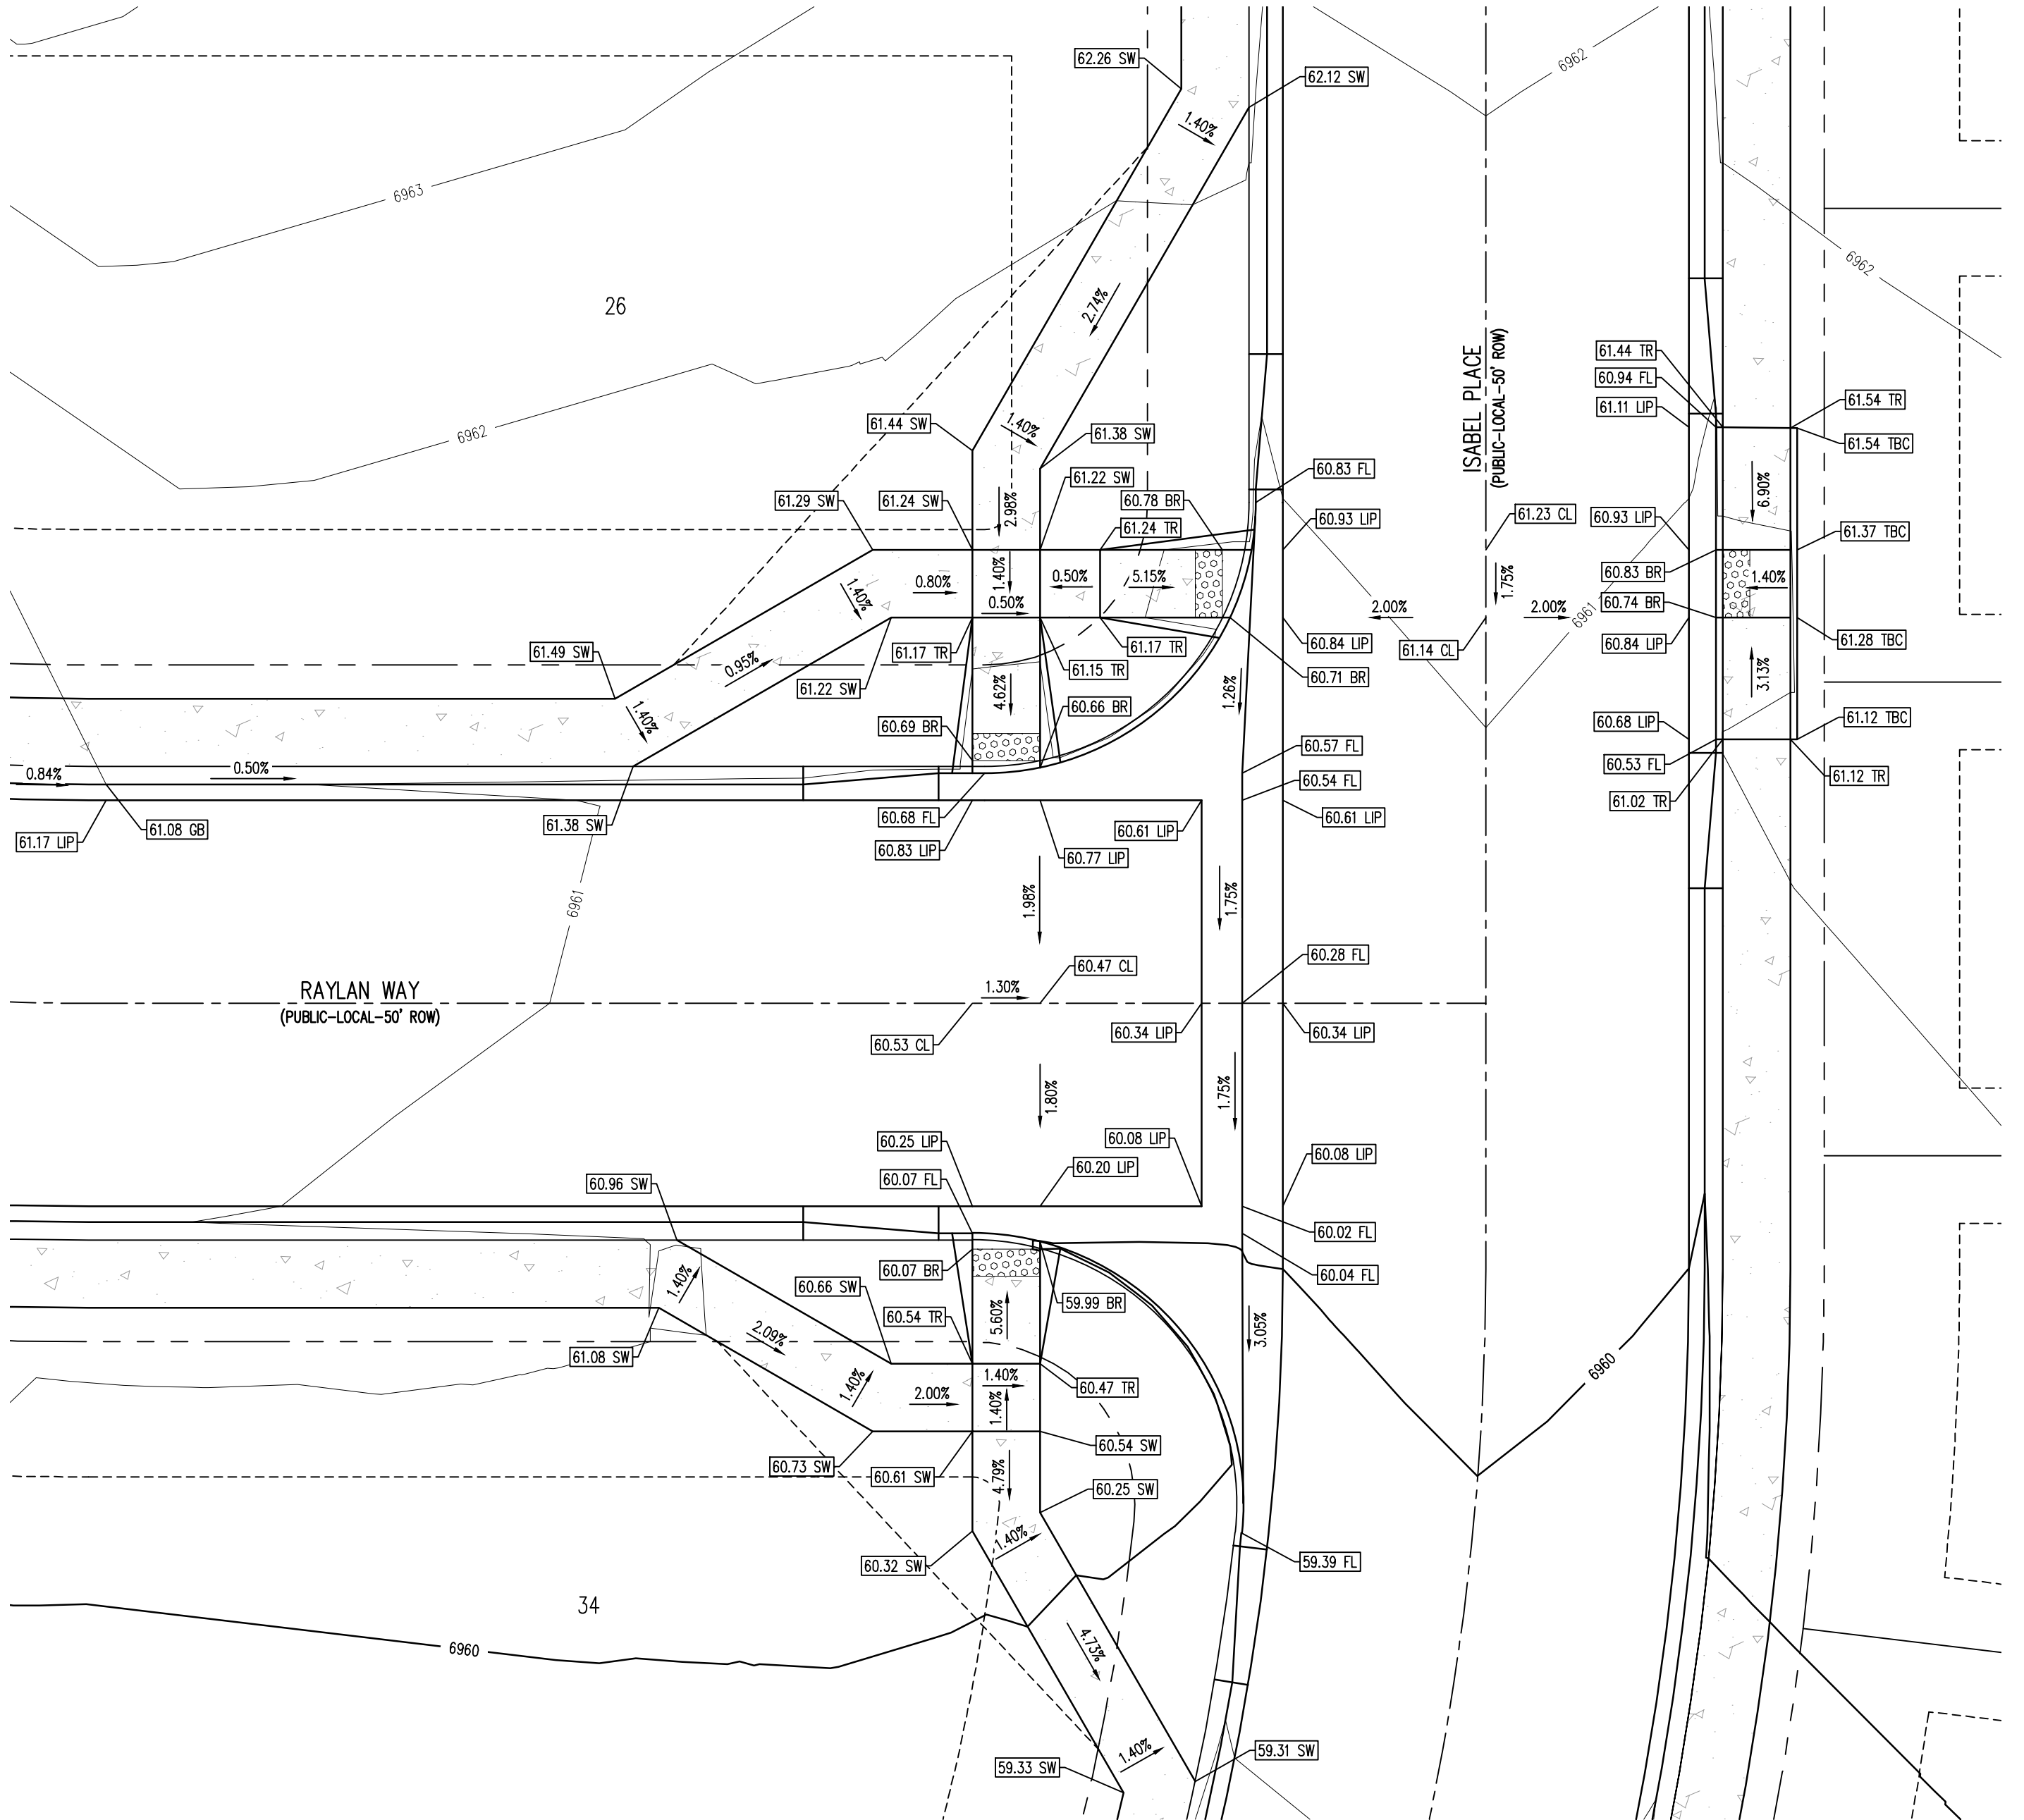 62.26 SW
62.12 SW
6962
1.40%
6963
6962
2.74%
26
ISABEL PLACE
(PUBLIC-LOCAL-50' ROW)
61.44 TR
60.94 FL
61.11 LIP
61.54 TR
61.54 TBC
61.44 SW
1.40%
61.38 SW
6962
60.83 FL
61.22 SW
6.90%
61.29 SW
61.24 SW
2.98%
60.78 BR
61.24 TR
60.93 LIP
61.23 CL
60.93 LIP
61.37 TBC
1.40%
0.80%
1.40%
0.50%
5.15%
1.75%
60.83 BR
1.40%
0.50%
2.00%
2.00%
60.74 BR
6961
61.49 SW
0.95%
61.17 TR
61.17 TR
60.84 LIP
61.14 CL
60.84 LIP
61.28 TBC
61.22 SW
61.15 TR
60.71 BR
4.62%
1.26%
3.13%
1.40%
60.69 BR
60.66 BR
60.68 LIP
61.12 TBC
60.57 FL
60.53 FL
0.84%
0.50%
60.54 FL
61.12 TR
61.02 TR
61.17 LIP
61.08 GB
61.38 SW
60.68 FL
60.61 LIP
60.61 LIP
60.83 LIP
60.77 LIP
6961
1.98%
1.75%
60.28 FL
60.47 CL
RAYLAN WAY
(PUBLIC-LOCAL-50' ROW)
1.30%
60.53 CL
60.34 LIP
60.34 LIP
1.80%
1.75%
60.25 LIP
60.08 LIP
60.08 LIP
60.20 LIP
60.96 SW
60.07 FL
60.02 FL
60.07 BR
60.04 FL
1.40%
60.66 SW
59.99 BR
60.54 TR
5.60%
2.09%
3.05%
61.08 SW
6960
1.40%
2.00%
1.40%
60.47 TR
1.40%
60.54 SW
60.73 SW
60.61 SW
4.79%
60.25 SW
1.40%
60.32 SW
59.39 FL
34
6960
4.73%
1.40%
59.31 SW
59.33 SW